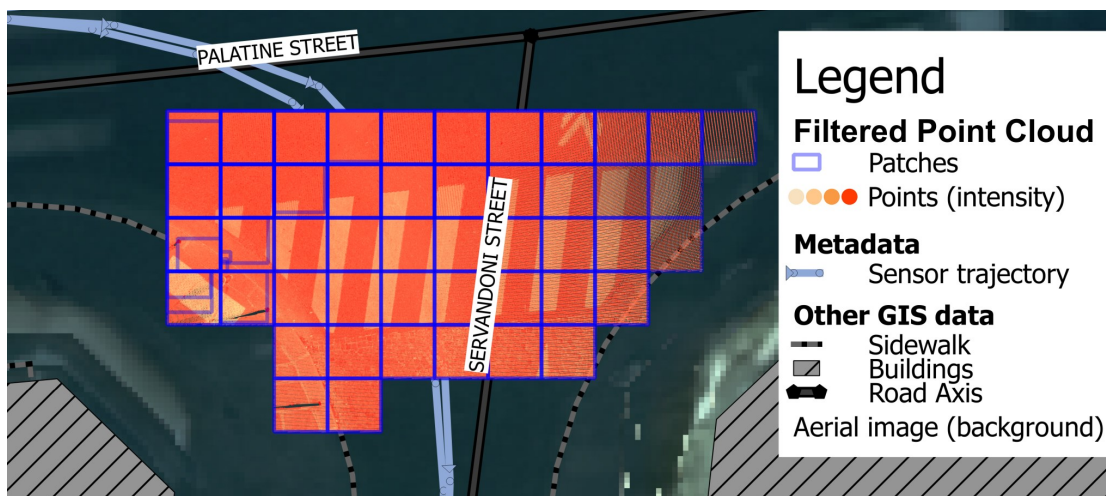 PALATINE STREET
SERVANDONI STREET
Legend
Filtered Point Cloud
Patches
Points (intensity)
Metadata
Sensor trajectory
Other GIS data
Sidewalk
Buildings
Road Axis
Aerial image (background)